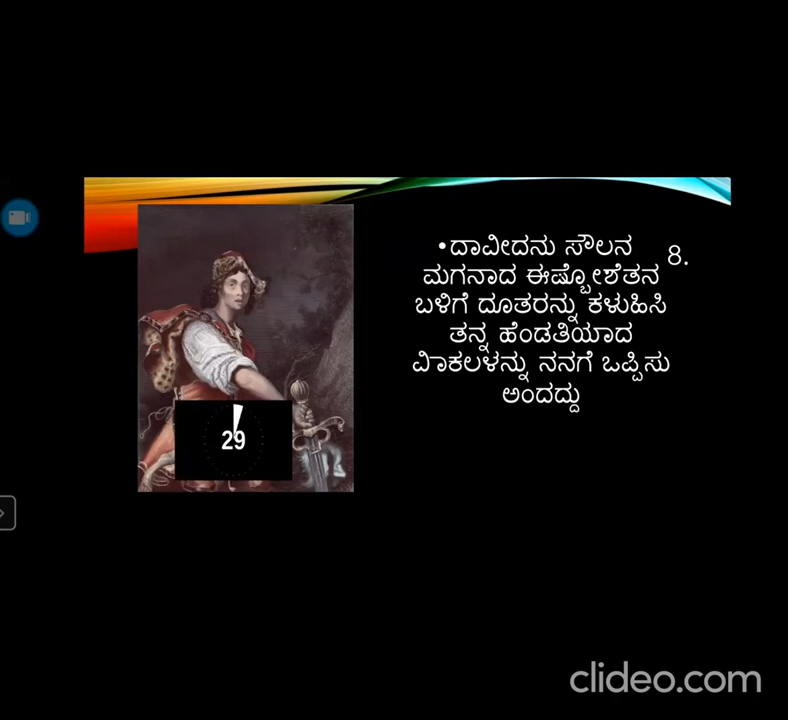 •ದಾವೀದನು ಸೌಲನ 8.
ಮಗನಾದ ಈಷ್ಬೋಶೆತನ
ಬಳಿಗೆ ದೂತರನ್ನು ಕಳುಹಿಸಿ
ತನ್ನ ಹೆಂಡತಿಯಾದ
ವಿಾಕಲಳನ್ನು ನನಗೆ ಒಪ್ಪಿಸು
ಅಂದದ್ದು
29
clideo.com